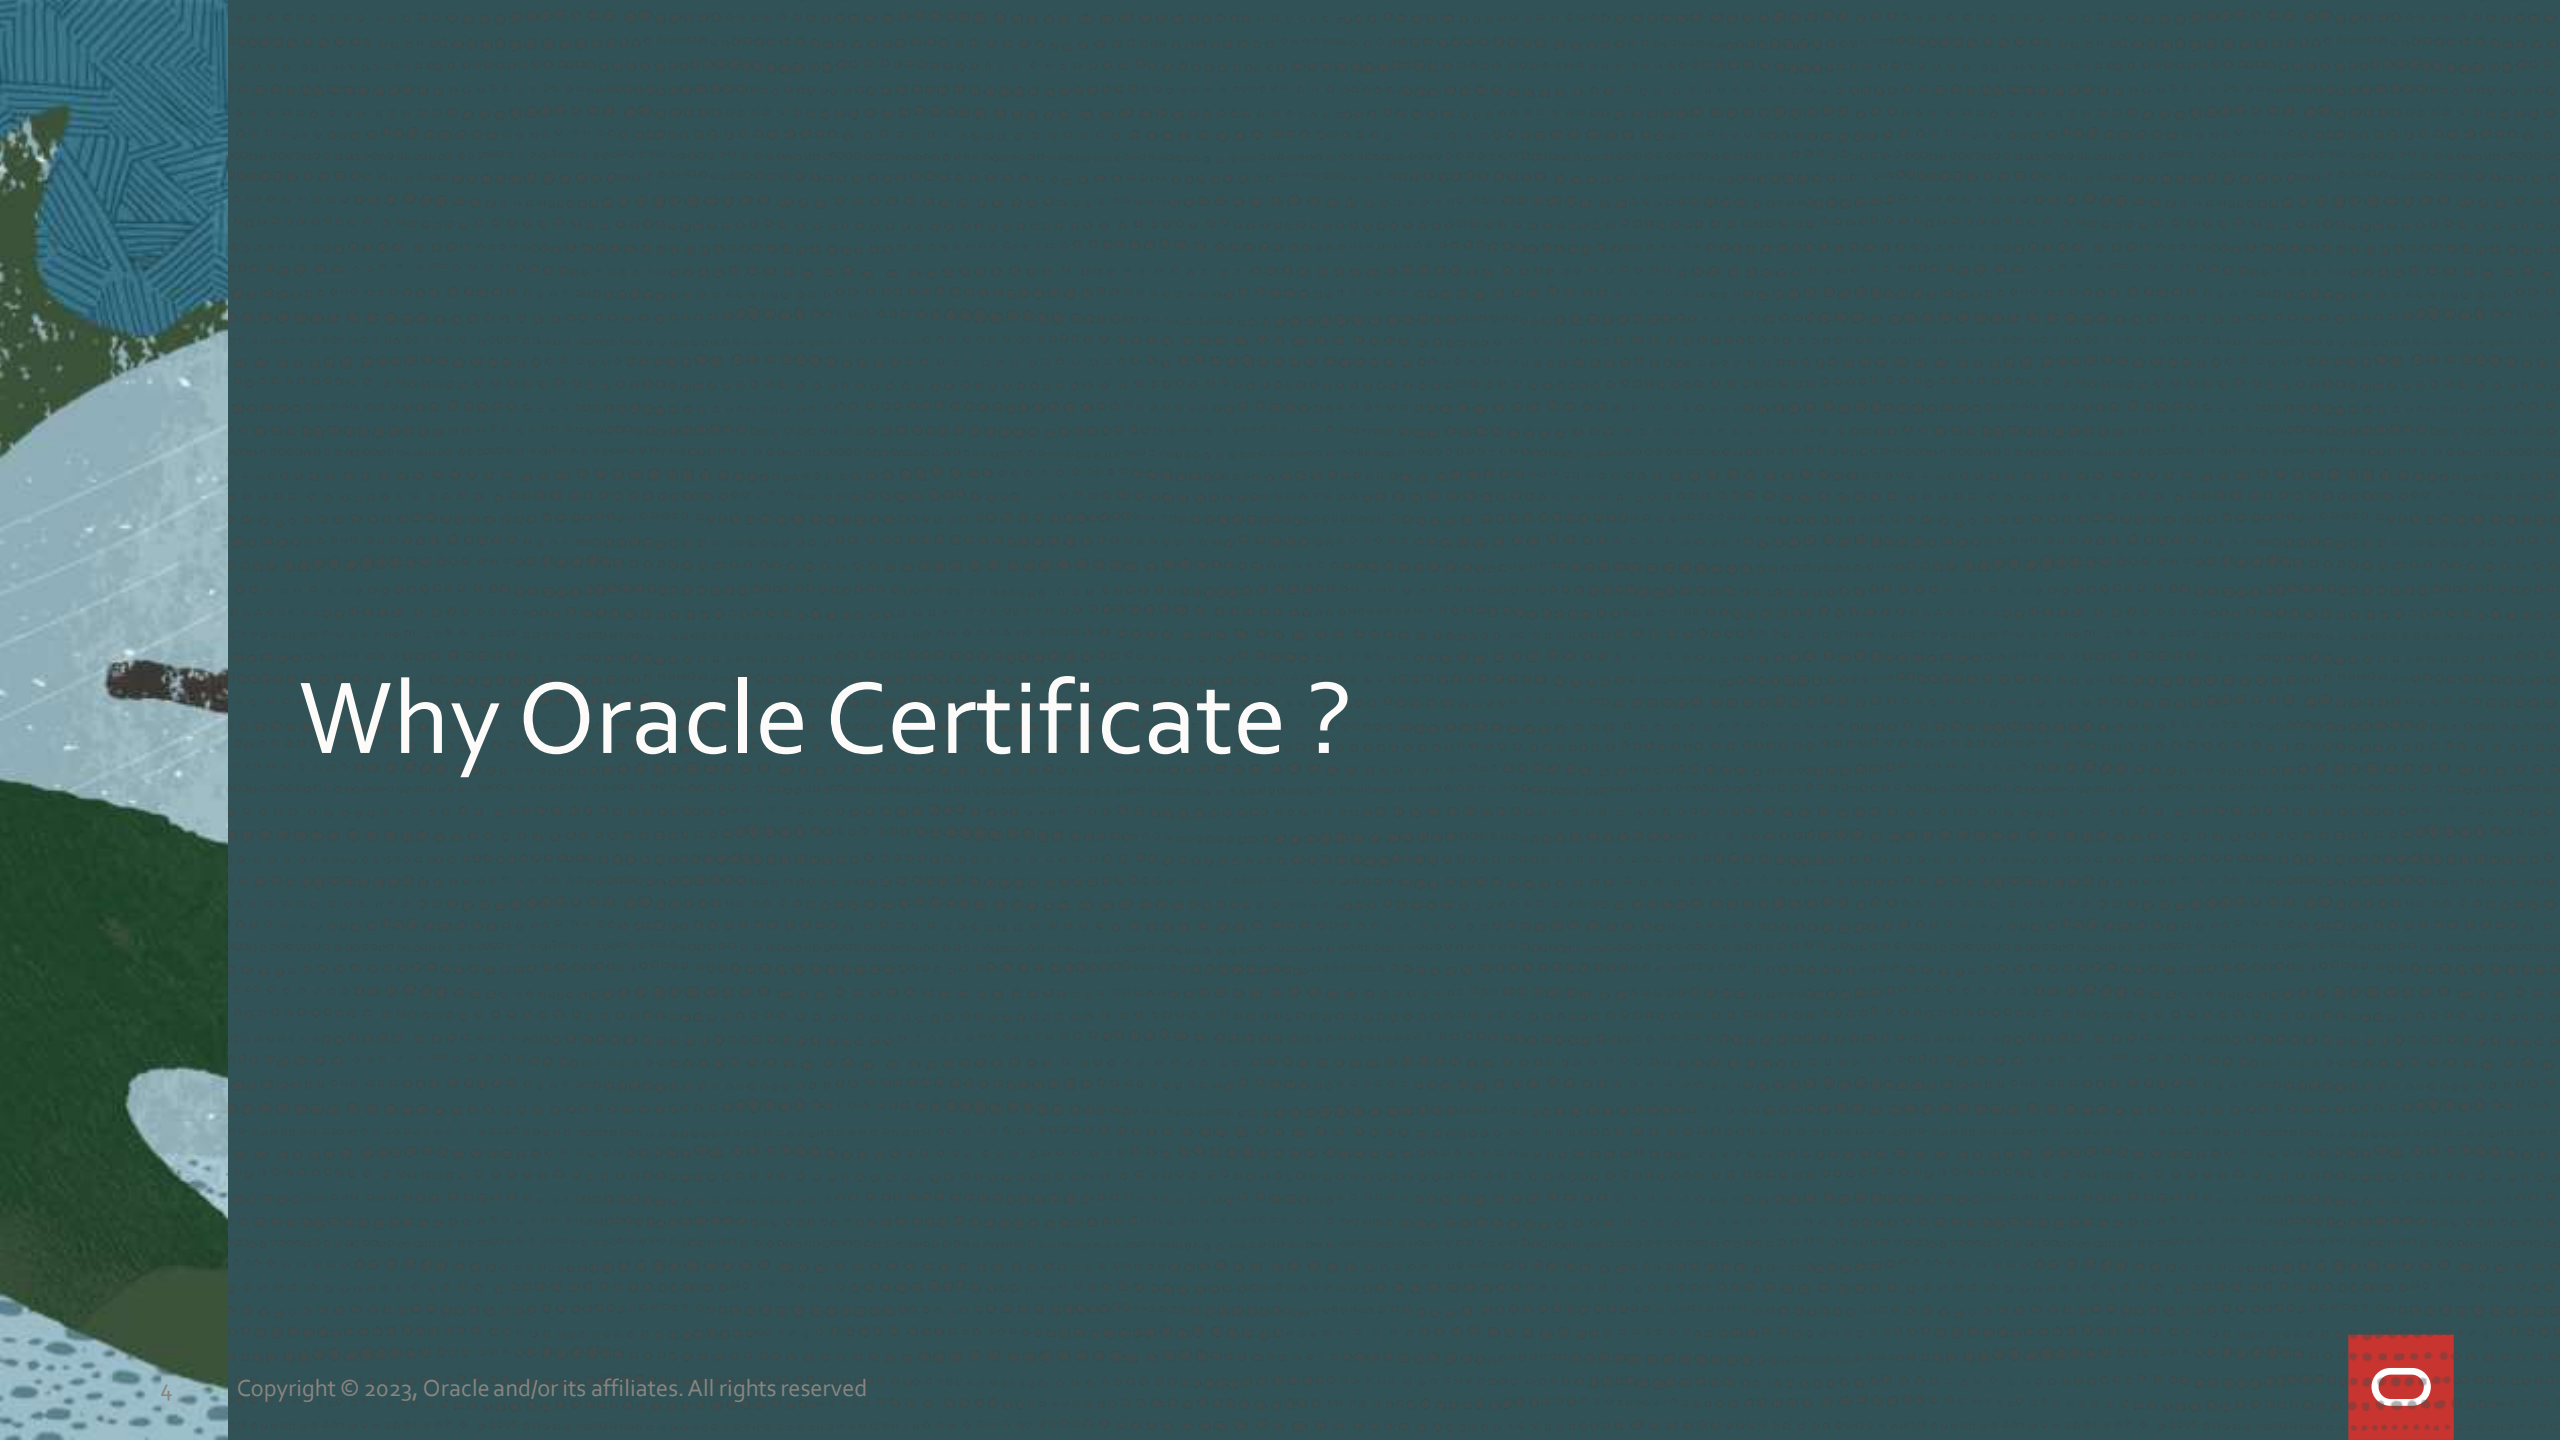 Why Oracle Certificate ?
4 Copyright © 2023, Oracle and/or its affiliates. All rights reserved